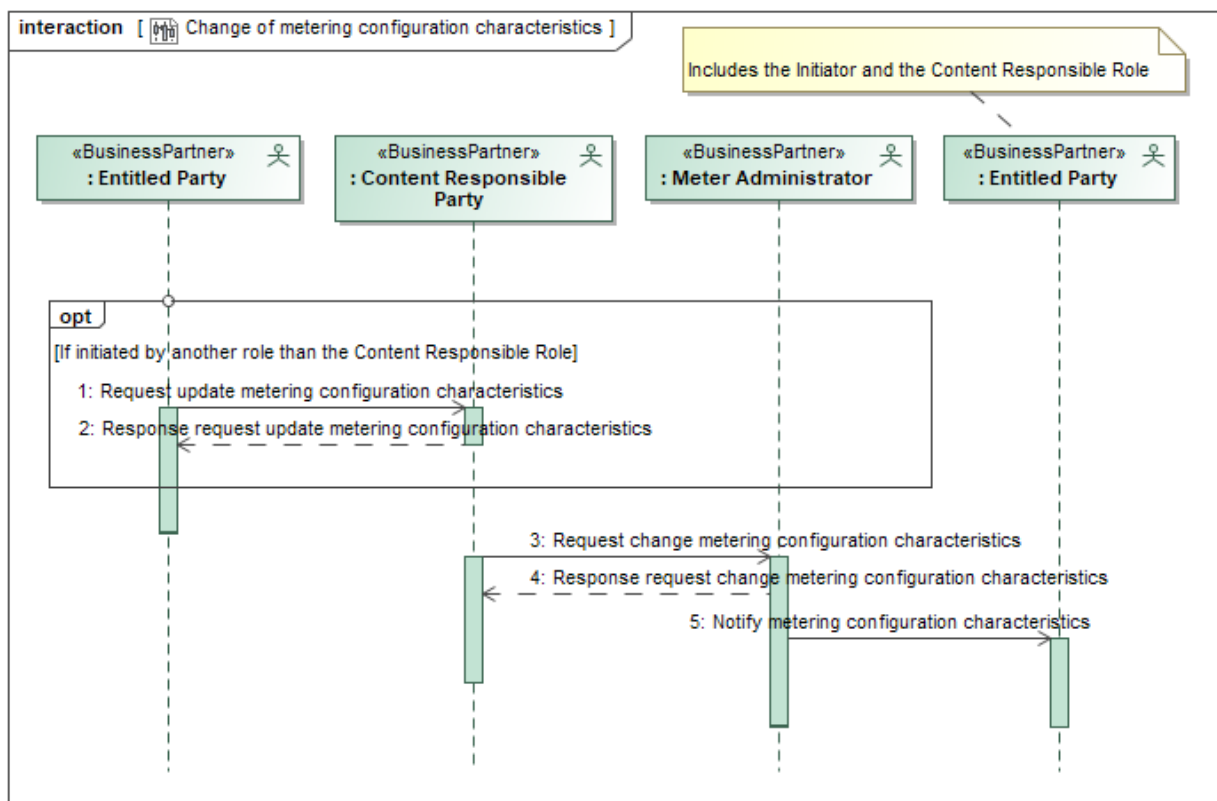 interaction [ Change of metering configuration characteristics ]
Includes the Initiator and the Content Responsible Role
«BusinessPartner»
: Entitled Party
«BusinessPartner»
: Content Responsible
Party
«BusinessPartner»
: Meter Administrator
«BusinessPartner»
: Entitled Party
opt
[If initiated by another role than the Content Responsible Role]
1: Request update metering configuration characteristics
2: Response request update metering configuration characteristics
3: Request change metering configuration characteristics
4: Response request change metering configuration characteristics
5: Notify metering configuration characteristics